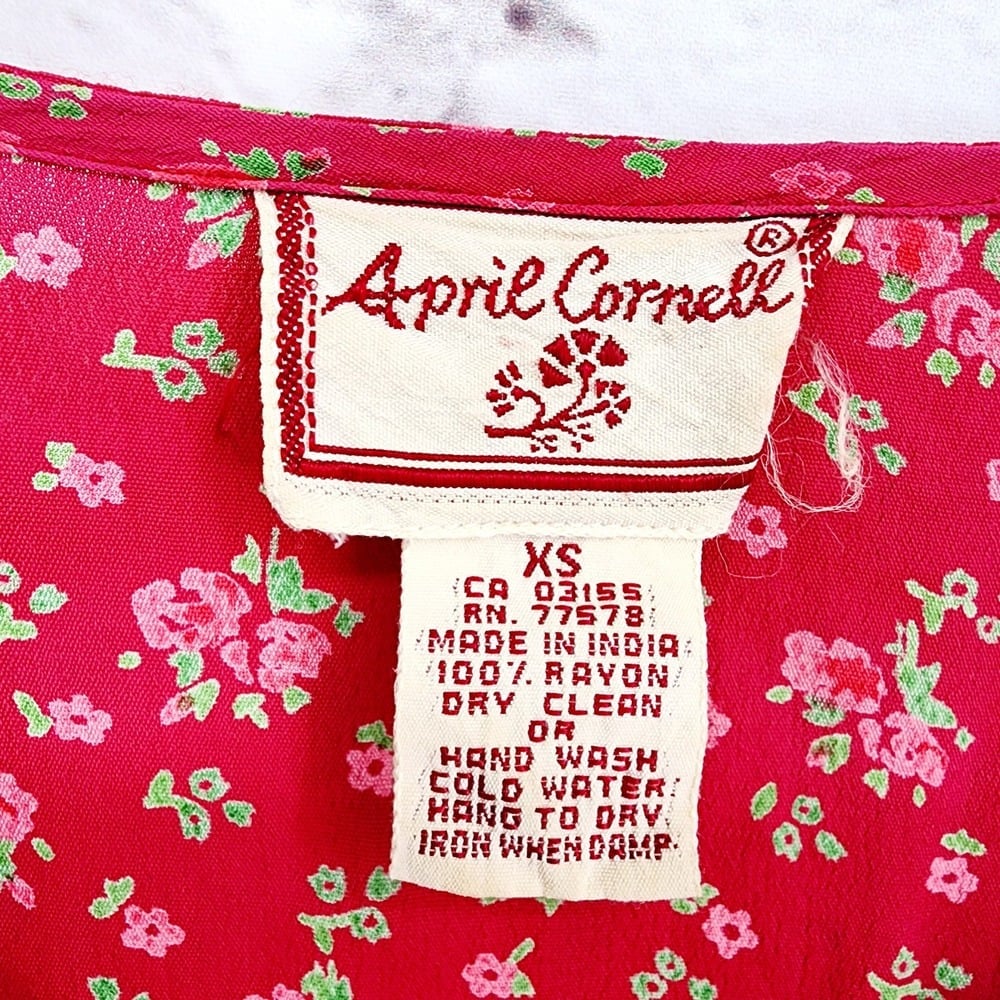 April Cornell ®
XS
CA 03155
RN. 77578
MADE IN INDIA
100% RAYON
DRY CLEAN
OR
HAND WASH
COLD WATER
HANG TO DRY.
IRON WHEN DAMP.